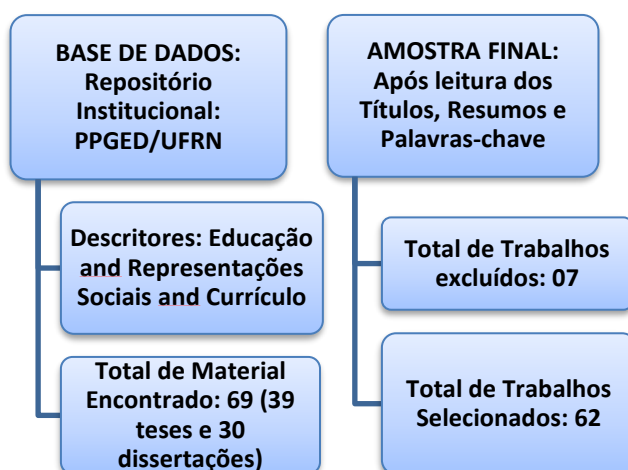 BASE DE DADOS:
Repositório
Institucional:
PPGED/UFRN
Descritores: Educação
and Representações
Sociais and Currículo
Total de Material
Encontrado: 69 (39
teses e 30
dissertações)
AMOSTRA FINAL:
Após leitura dos
Títulos, Resumos e
Palavras-chave
Total de Trabalhos
excluídos: 07
Total de Trabalhos
Selecionados: 62